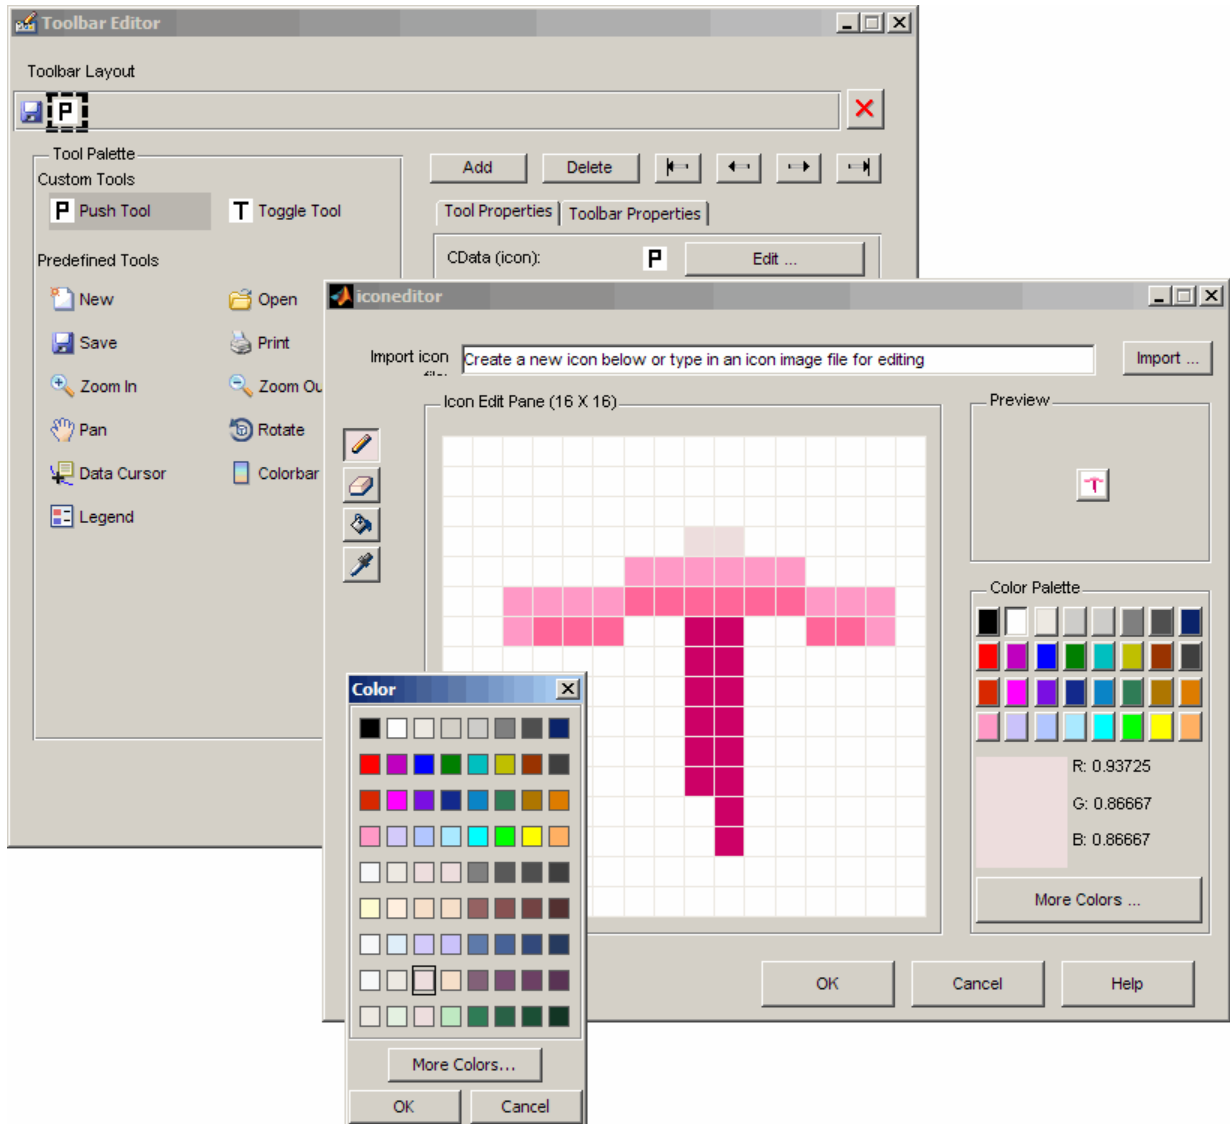 Toolbar Editor
Toolbar Layout
P
Tool Palette
Custom Tools
P Push Tool
T Toggle Tool
Predefined Tools
New
Open
Save
Print
Zoom In
Zoom Ou
Pan
Rotate
Data Cursor
Colorbar
Legend
Add
Delete
Tool Properties
Toolbar Properties
CData (icon):
P
Edit ...
iconeditor
Import icon
file:
Create a new icon below or type in an icon image file for editing
Import ...
Icon Edit Pane (16 X 16)
Preview
Color Palette
R: 0.93725
G: 0.86667
B: 0.86667
More Colors ...
OK
Cancel
Help
Color
More Colors...
OK
Cancel